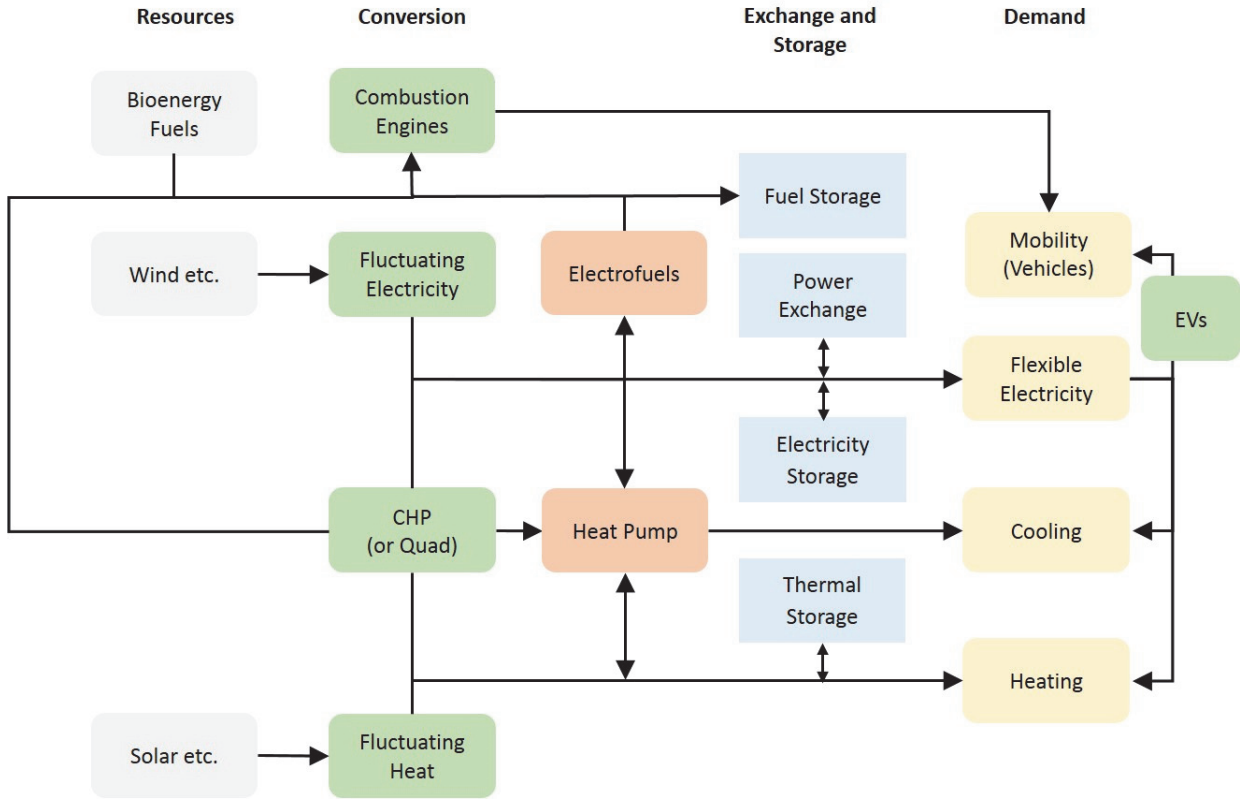 Resources
Conversion
Exchange and
Storage
Demand
Bioenergy
Fuels
Combustion
Engines
Fuel Storage
Mobility
(Vehicles)
Wind etc.
Fluctuating
Electricity
Electrofuels
Power
Exchange
EVs
Flexible
Electricity
Electricity
Storage
CHP
(or Quad)
Heat Pump
Cooling
Thermal
Storage
Heating
Solar etc.
Fluctuating
Heat